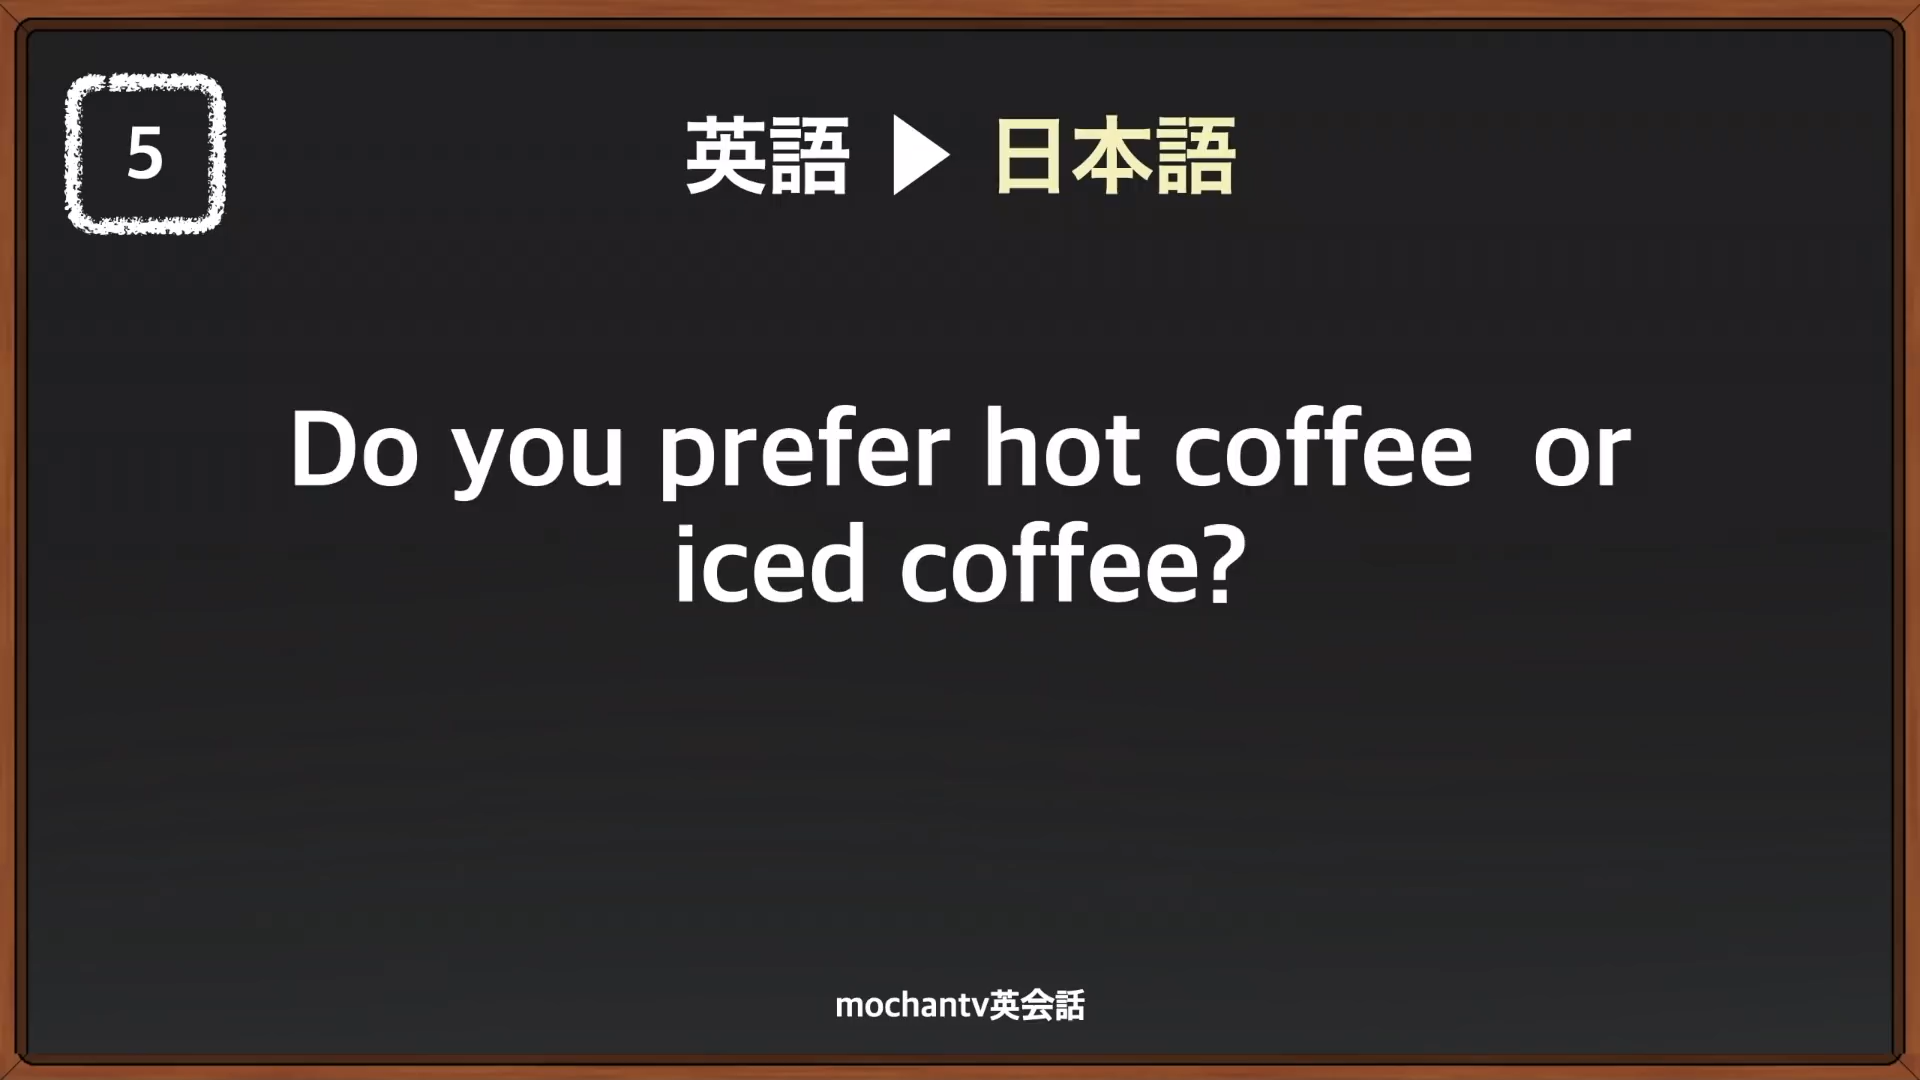 5
英語 ▶ 日本語
Do you prefer hot coffee  or
iced coffee?
mochantv英会話